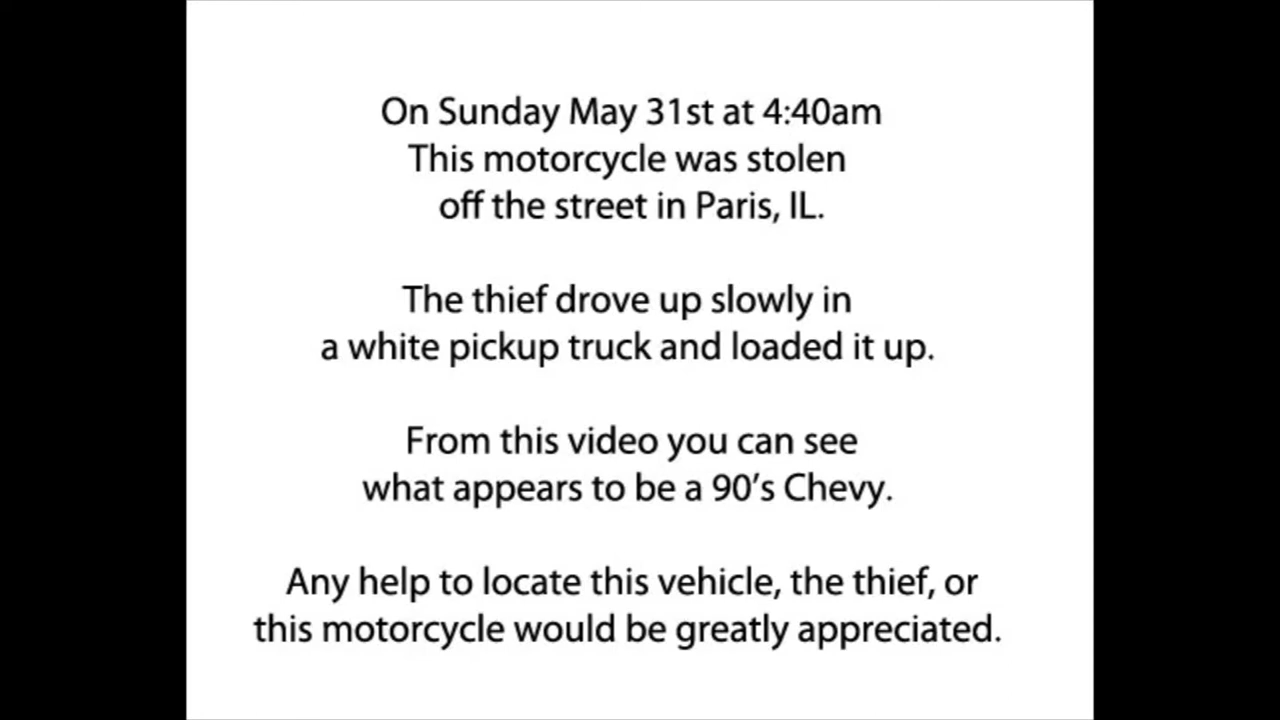 On Sunday May 31st at 4:40am
This motorcycle was stolen
off the street in Paris, IL.
The thief drove up slowly in
a white pickup truck and loaded it up.
From this video you can see
what appears to be a 90's Chevy.
Any help to locate this vehicle, the thief, or
this motorcycle would be greatly appreciated.